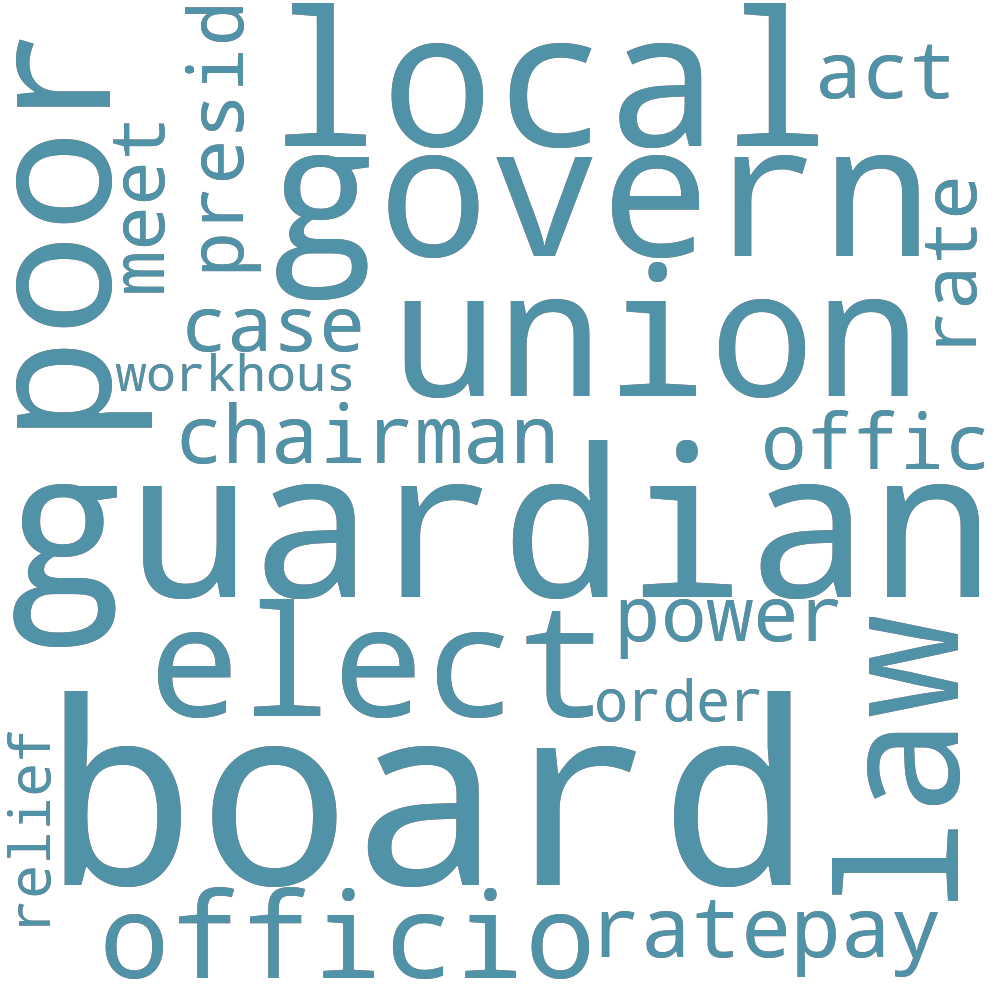 local
act
presid
poor
meet
govern
rate
union
case
workhous
chairman
offic
guardian
power
elect
law
order
board
relief
officio
ratepay